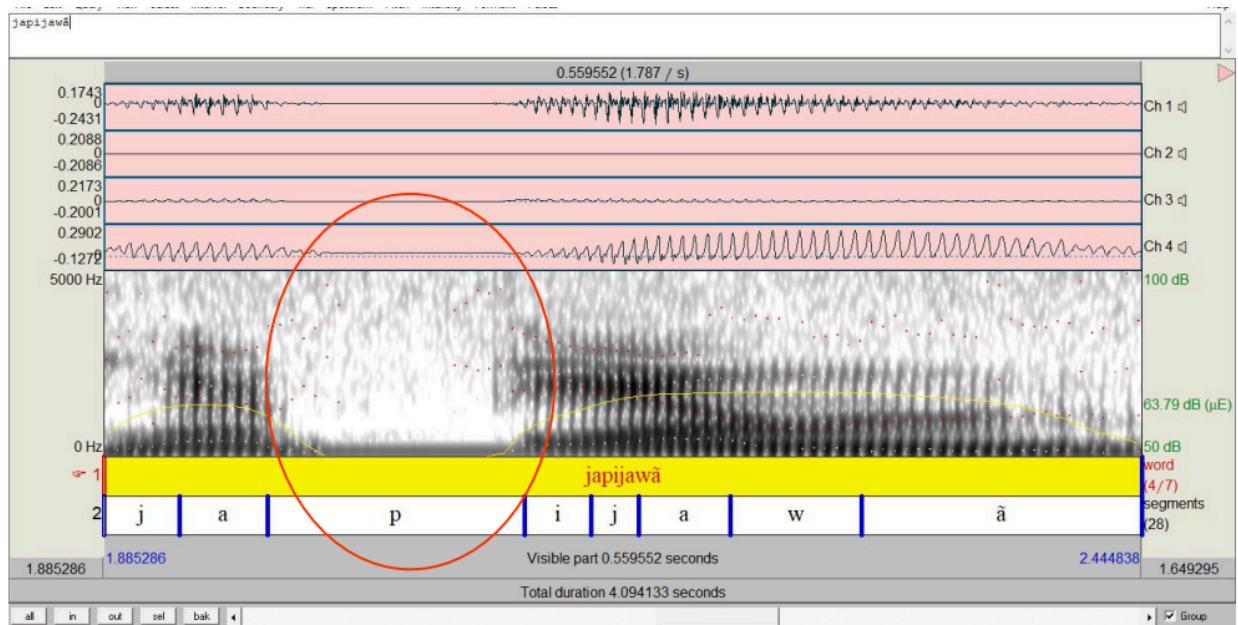 japijawã
0.559552 (1.787 / s)
0.1743
0
-0.2431
Ch 1
0.2088
0
-0.2086
Ch 2
0.2173
0
-0.2001
Ch 3
0.2902
0
-0.1272
Ch 4
5000 Hz
100 dB
63.79 dB (µE)
0 Hz
50 dB
1
japijawã
word
(4/7)
2
j a p i j a w ã
segments
(28)
1.885286
1.885286 Visible part 0.559552 seconds 2.444838
1.649295
Total duration 4.094133 seconds
all in out sel bak Group